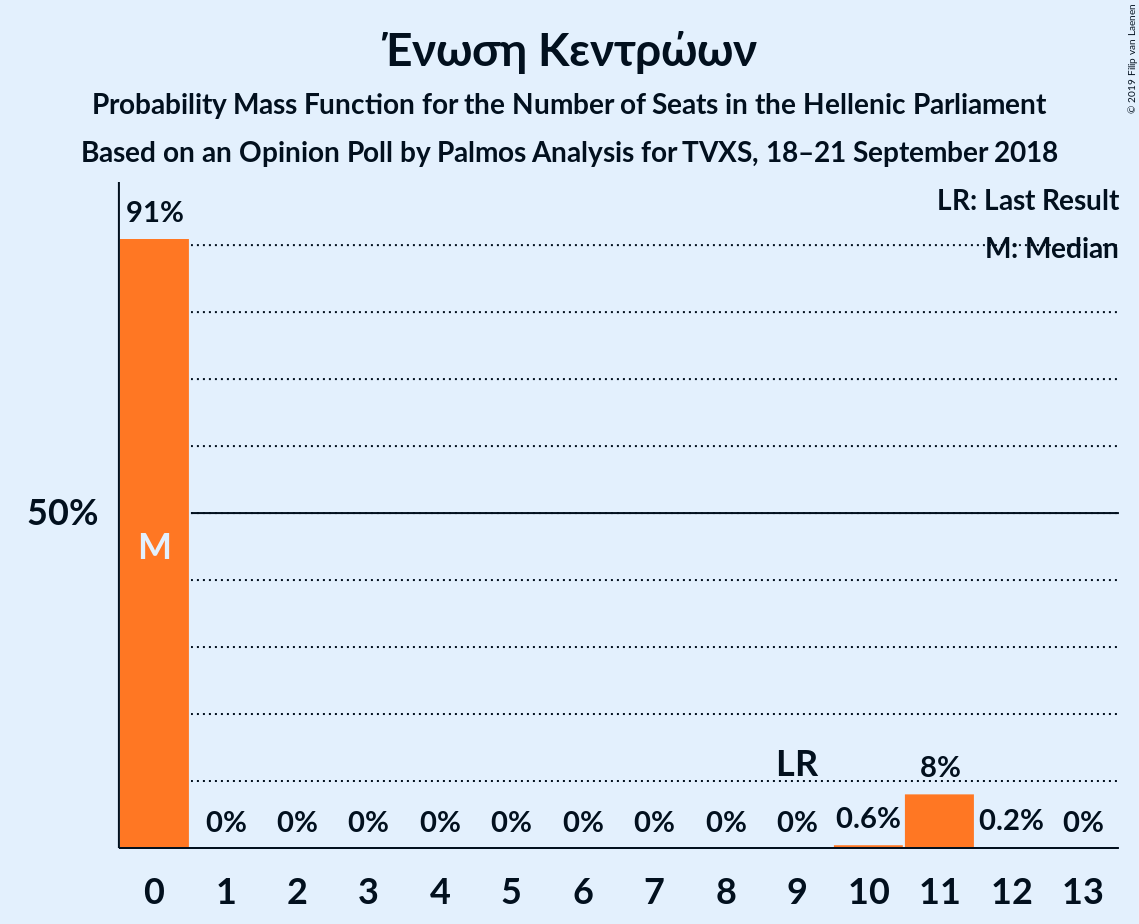 Ένωση Κεντρώων
Probability Mass Function for the Number of Seats in the Hellenic Parliament
Based on an Opinion Poll by Palmos Analysis for TVXS, 18–21 September 2018
© 2019 Filip van Laenen
LR: Last Result
M: Median
91%
50%
M
LR
0% 0% 0% 0% 0% 0% 0% 0% 0% 0.6% 8% 0.2% 0%
0 1 2 3 4 5 6 7 8 9 10 11 12 13